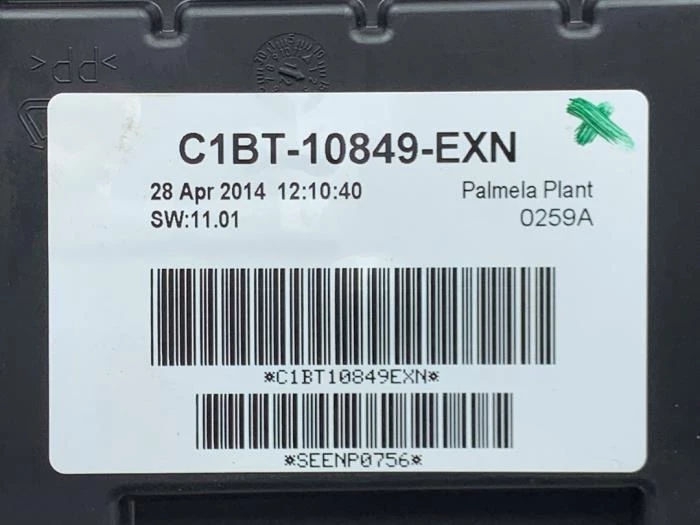 >PP<
C1BT-10849-EXN
28 Apr 2014 12:10:40 Palmela Plant
SW:11.01 0259A
*C1BT10849EXN*
*SEENP0756*